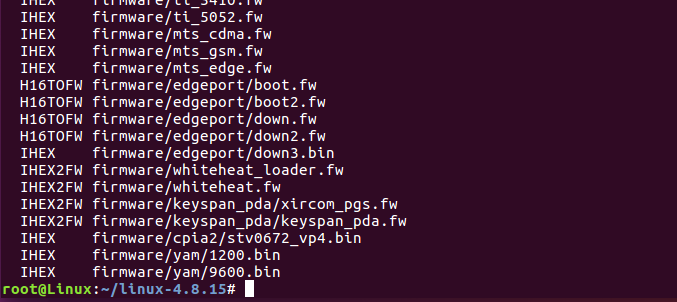 IHEX firmware/ti_3410.fw
IHEX firmware/ti_5052.fw
IHEX firmware/mts_cdma.fw
IHEX firmware/mts_gsm.fw
IHEX firmware/mts_edge.fw
H16TOFW firmware/edgeport/boot.fw
H16TOFW firmware/edgeport/boot2.fw
H16TOFW firmware/edgeport/down.fw
H16TOFW firmware/edgeport/down2.fw
IHEX firmware/edgeport/down3.bin
IHEX2FW firmware/whiteheat_loader.fw
IHEX2FW firmware/whiteheat.fw
IHEX2FW firmware/keyspan_pda/xircom_pgs.fw
IHEX2FW firmware/keyspan_pda/keyspan_pda.fw
IHEX firmware/cpia2/stv0672_vp4.bin
IHEX firmware/yam/1200.bin
IHEX firmware/yam/9600.bin
root@Linux:~/linux-4.8.15#